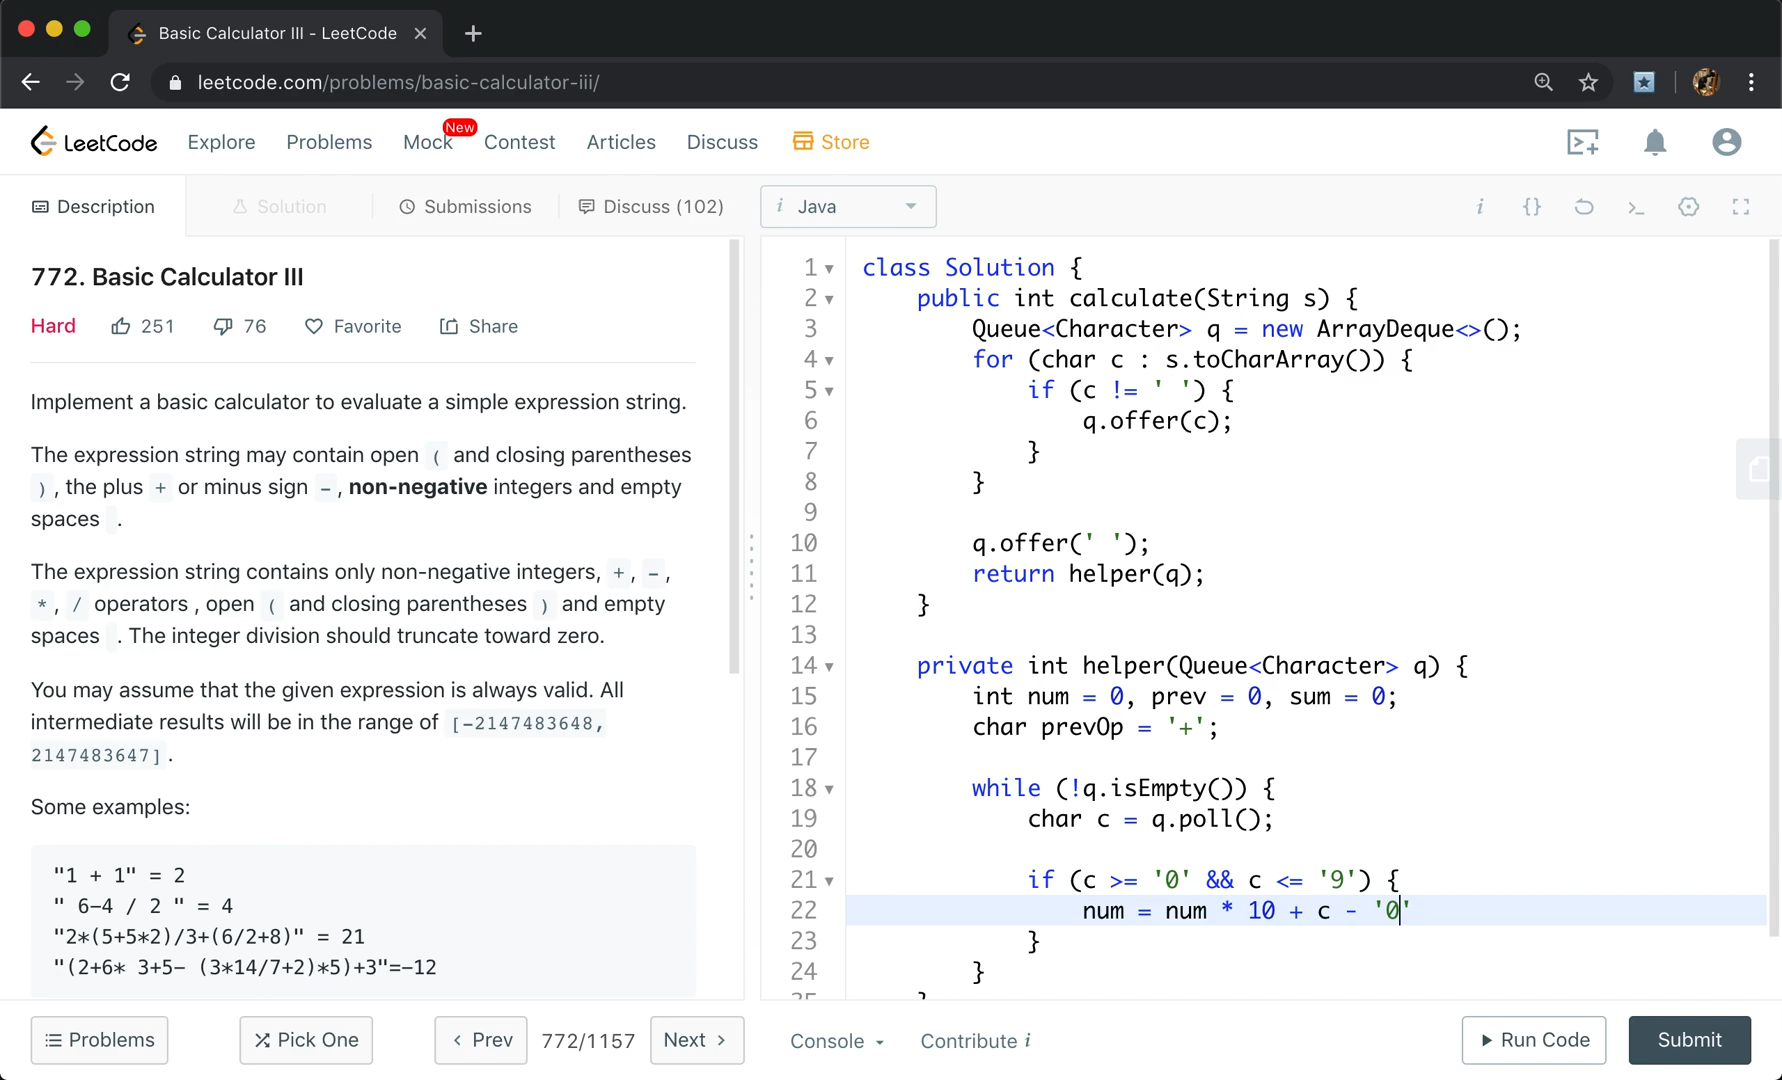 Basic Calculator III - LeetCode
leetcode.com/problems/basic-calculator-iii/
LeetCode Explore Problems Mock New Contest Articles Discuss Store
Description Solution Submissions Discuss (102) i Java
772. Basic Calculator III
Hard 251 76 Favorite Share
Implement a basic calculator to evaluate a simple expression string.
The expression string may contain open ( and closing parentheses
), the plus + or minus sign -, non-negative integers and empty
spaces .
The expression string contains only non-negative integers, +, -,
*, / operators , open ( and closing parentheses ) and empty
spaces . The integer division should truncate toward zero.
You may assume that the given expression is always valid. All
intermediate results will be in the range of [-2147483648,
2147483647].
Some examples:
"1 + 1" = 2
" 6-4 / 2 " = 4
"2*(5+5*2)/3+(6/2+8)" = 21
"(2+6* 3+5- (3*14/7+2)*5)+3"=-12
1 class Solution {
2 public int calculate(String s) {
3 Queue<Character> q = new ArrayDeque<>();
4 for (char c : s.toCharArray()) {
5 if (c != ' ') {
6 q.offer(c);
7 }
8 }
9
10 q.offer(' ');
11 return helper(q);
12 }
13
14 private int helper(Queue<Character> q) {
15 int num = 0, prev = 0, sum = 0;
16 char prevOp = '+';
17
18 while (!q.isEmpty()) {
19 char c = q.poll();
20
21 if (c >= '0' && c <= '9') {
22 num = num * 10 + c - '0'
23 }
24 }
Problems Pick One Prev 772/1157 Next Console Contribute i Run Code Submit